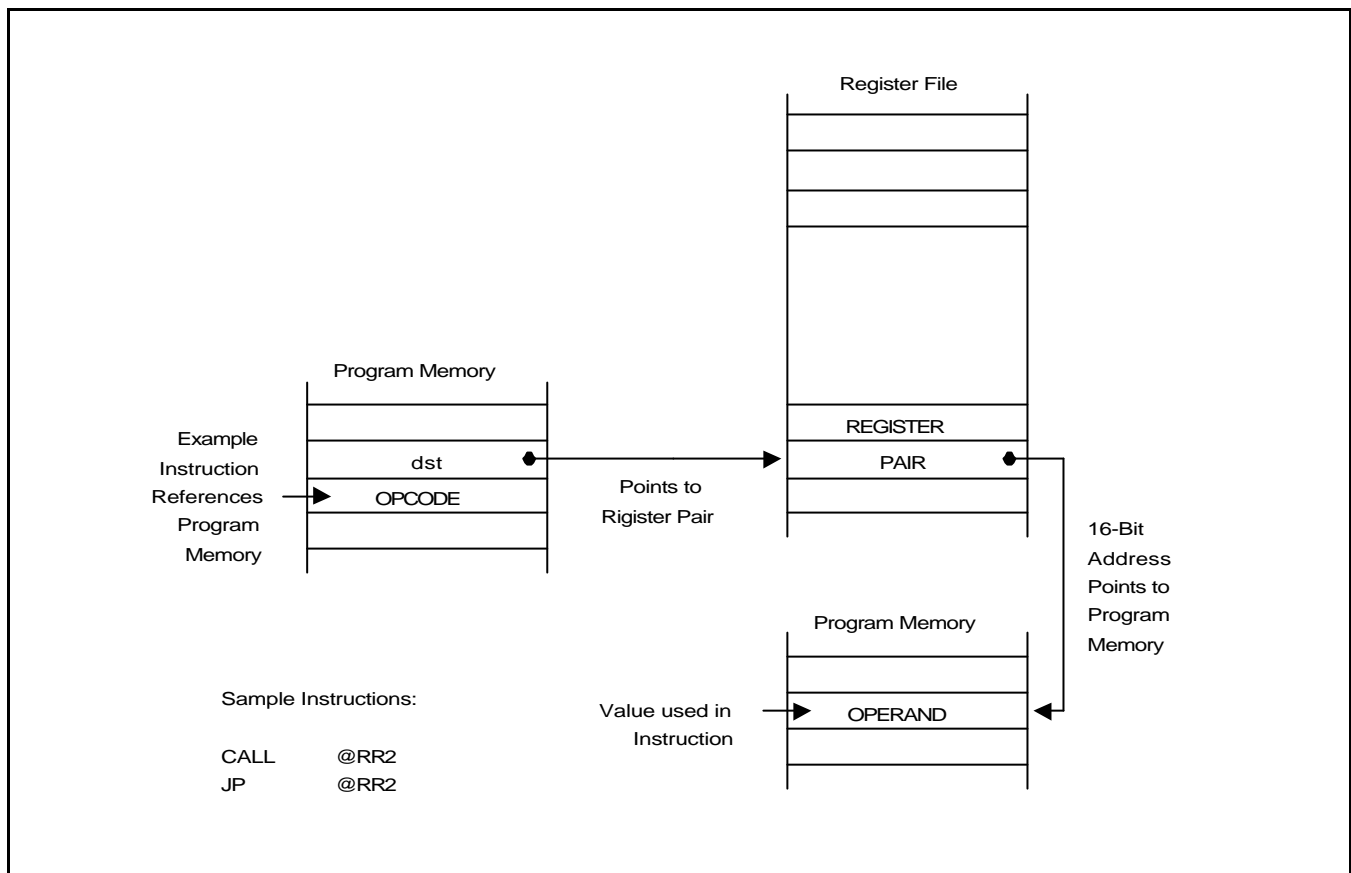 Register File
Program Memory
REGISTER
PAIR
dst
OPCODE
Example
Instruction
References
Program
Memory
Points to
Rigister Pair
16-Bit
Address
Points to
Program
Memory
Program Memory
OPERAND
Value used in
Instruction
Sample Instructions:
CALL @RR2
JP @RR2